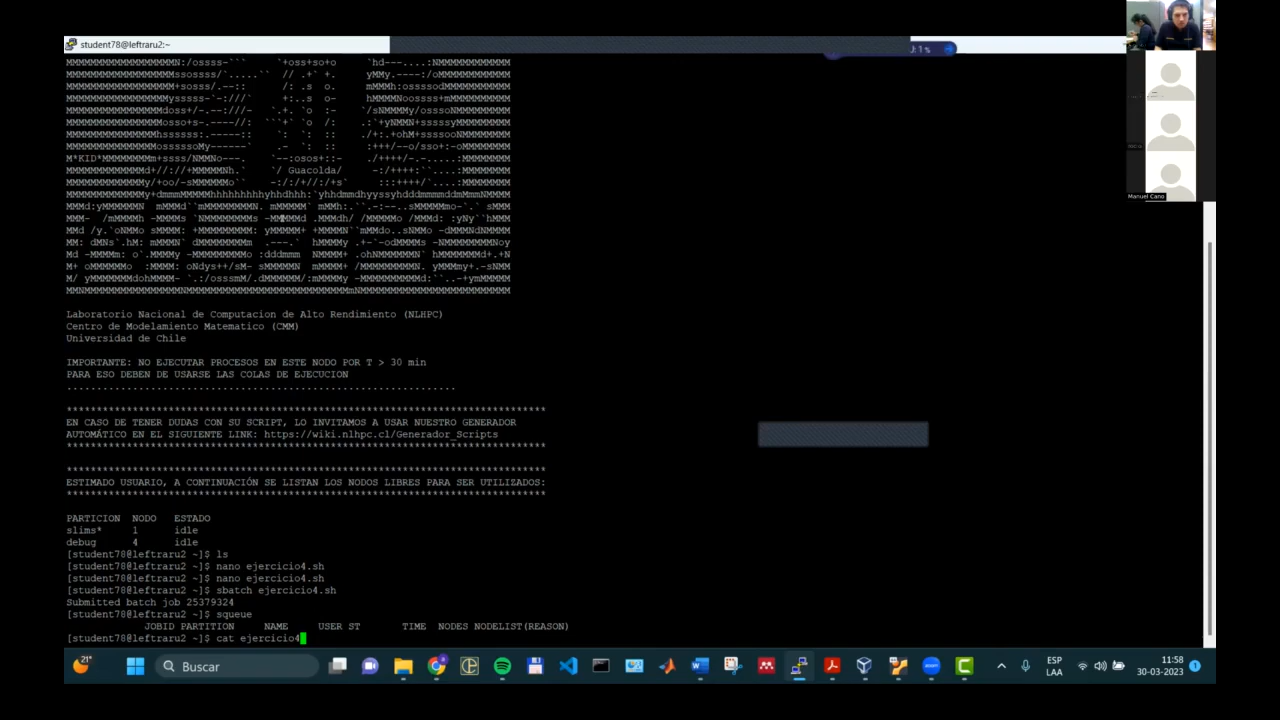 student78@leftraru2:~
Guacolda
Laboratorio Nacional de Computacion de Alto Rendimiento (NLHPC)
Centro de Modelamiento Matematico (CMM)
Universidad de Chile
IMPORTANTE: NO EJECUTAR PROCESOS EN ESTE NODO POR T > 30 min
PARA ESO DEBEN DE USARSE LAS COLAS DE EJECUCION
EN CASO DE TENER DUDAS CON SU SCRIPT, LO INVITAMOS A USAR NUESTRO GENERADOR
AUTOMÁTICO EN EL SIGUIENTE LINK: https://wiki.nlhpc.cl/Generador_Scripts
ESTIMADO USUARIO, A CONTINUACIÓN SE LISTAN LOS NODOS LIBRES PARA SER UTILIZADOS:
PARTICION NODO ESTADO
slims* 1 idle
debug 4 idle
[student78@leftraru2 ~]$ ls
[student78@leftraru2 ~]$ nano ejercicio4.sh
[student78@leftraru2 ~]$ nano ejercicio4.sh
[student78@leftraru2 ~]$ sbatch ejercicio4.sh
Submitted batch job 25379324
[student78@leftraru2 ~]$ squeue
JOBID PARTITION NAME USER ST TIME NODES NODELIST(REASON)
[student78@leftraru2 ~]$ cat ejercicio4
Manuel Cano
21°
Buscar
ESP
LAA
11:58
30-03-2023
1